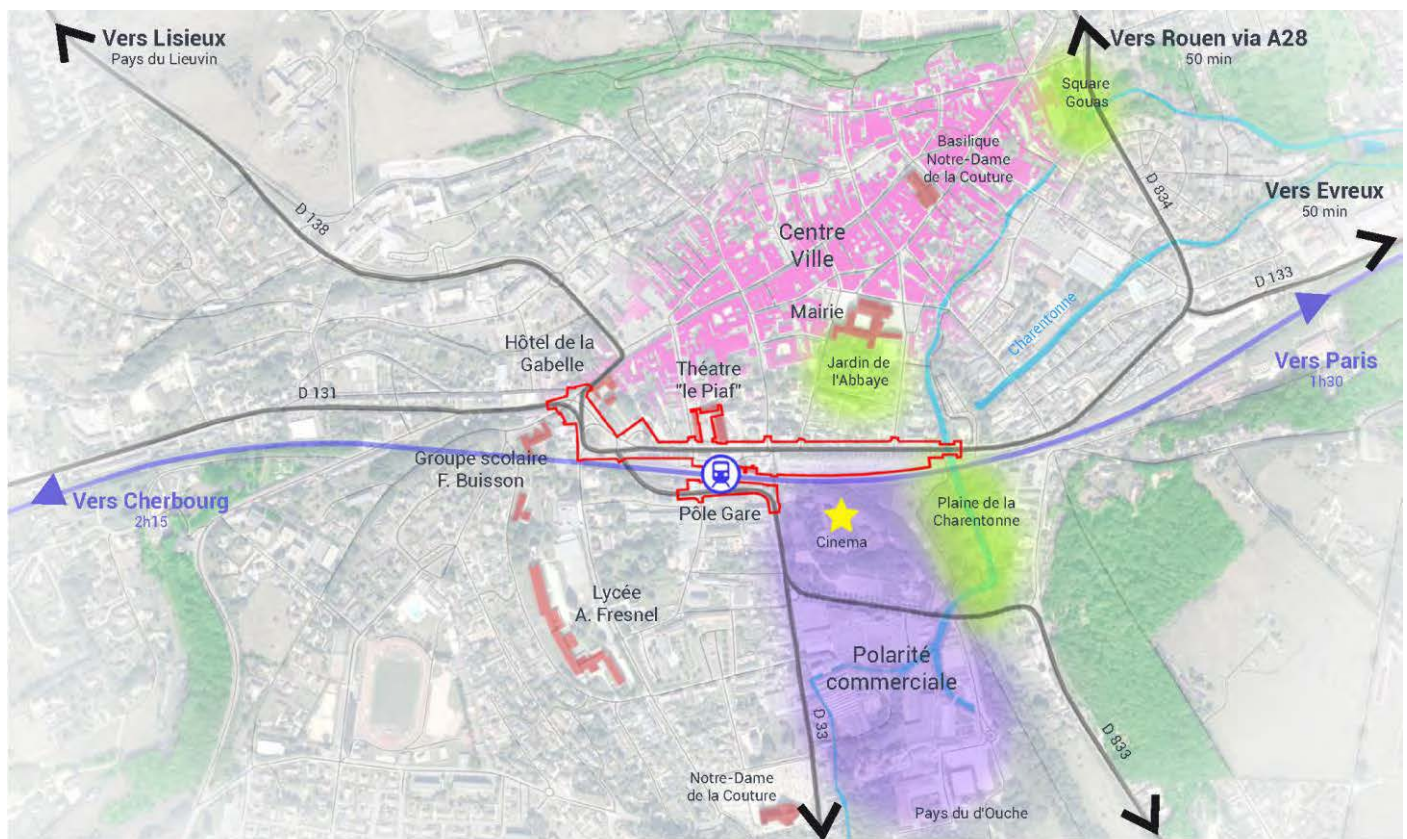 Vers Lisieux
Pays du Lieuvin
Vers Rouen via A28
50 min
Square
Gouas
Basilique
Notre-Dame
de la Couture
D 834
Vers Evreux
50 min
D 138
Centre
Ville
D 133
Mairie
Charentonne
Hôtel de la
Gabelle
Théatre
"le Piaf"
Jardin de
l'Abbaye
Vers Paris
1h30
D 131
Groupe scolaire
F. Buisson
Vers Cherbourg
2h15
Pôle Gare
Plaine de la
Charentonne
Cinema
Lycée
A. Fresnel
Polarité
commerciale
D 33
D 833
Notre-Dame
de la Couture
Pays du d'Ouche